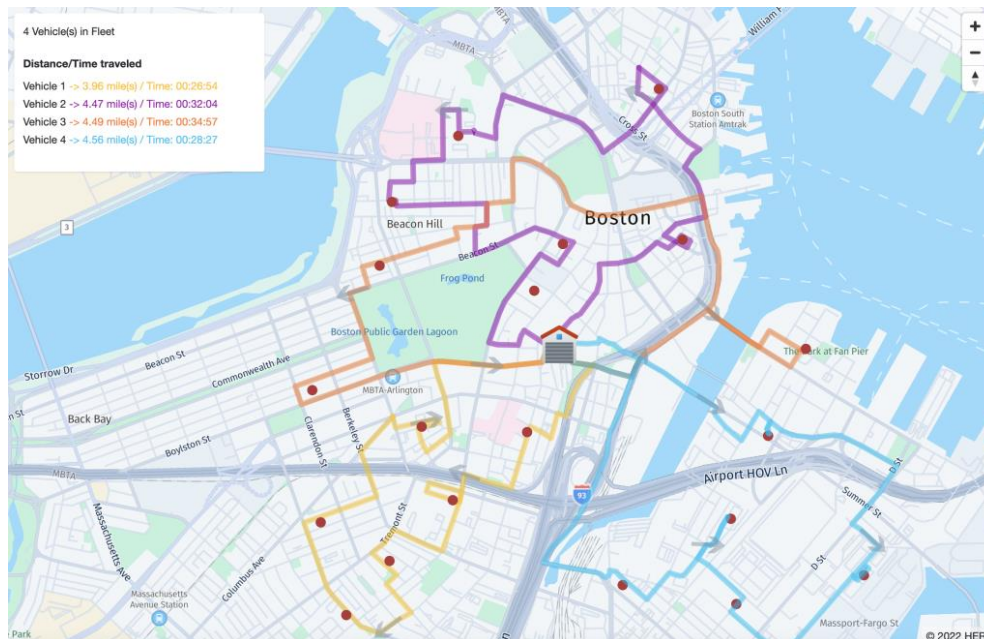 4 Vehicle(s) in Fleet
Distance/Time traveled
Vehicle 1 -> 3.96 mile(s) / Time: 00:26:54
Vehicle 2 -> 4.47 mile(s) / Time: 00:32:04
Vehicle 3 -> 4.49 mile(s) / Time: 00:34:57
Vehicle 4 -> 4.56 mile(s) / Time: 00:28:27
MBTA
William
+
−
Boston South
Station Amtrak
Cross St
3
Beacon Hill
Boston
Beacon St
Frog Pond
Boston Public Garden Lagoon
The Park at Fan Pier
Beacon St
Storrow Dr
Commonwealth Ave
MBTA-Arlington
Back Bay
Clarendon St
Berkeley St
Boylston St
MBTA
Airport HOV Ln
D St
93
Summer St
Massachusetts Ave
Tremont St
Columbus Ave
D St
Massachusetts
Avenue Station
Massport-Fargo St
Park
© 2022 HER